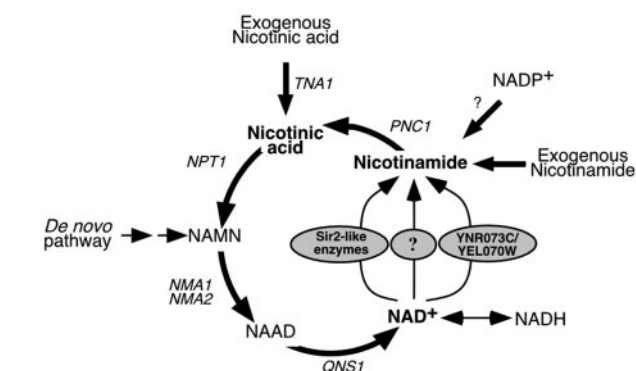 Exogenous
Nicotinic acid
TNA1
NADP+
?
PNC1
Nicotinic
acid
Nicotinamide
Exogenous
Nicotinamide
NPT1
De novo
pathway
NAMN
Sir2-like
enzymes
?
YNR073C/
YEL070W
NMA1
NMA2
NAD+
NADH
NAAD
QNS1